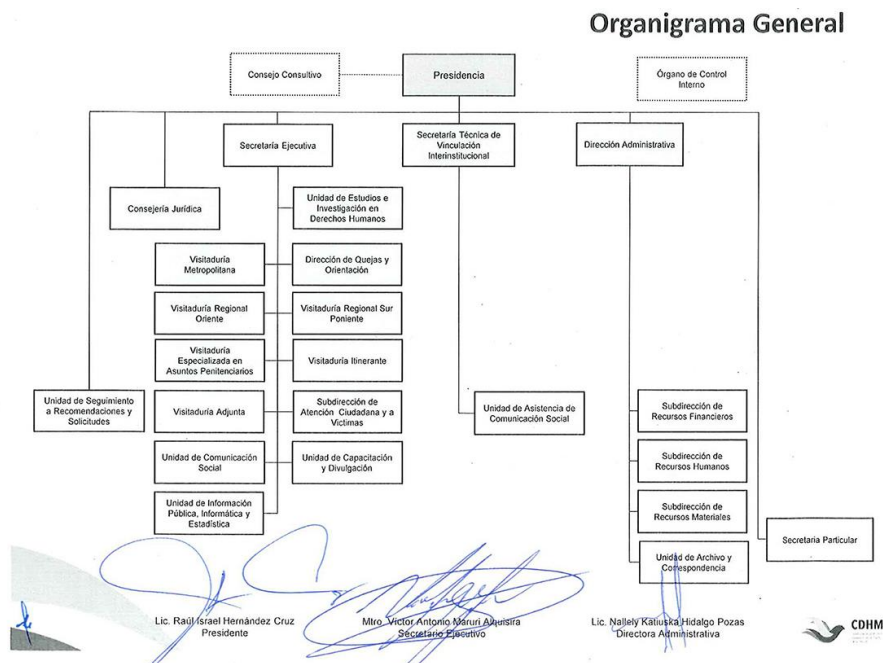 Organigrama General
Consejo Consultivo
Presidencia
Órgano de Control
Interno
Secretaría Ejecutiva
Secretaría Técnica de
Vinculación
Interinstitucional
Dirección Administrativa
Consejería Jurídica
Unidad de Estudios e
Investigación en
Derechos Humanos
Visitaduría
Metropolitana
Dirección de Quejas y
Orientación
Visitaduría Regional
Oriente
Visitaduría Regional Sur
Poniente
Visitaduría
Especializada en
Asuntos Penitenciarios
Visitaduría Itinerante
Unidad de Seguimiento
a Recomendaciones y
Solicitudes
Visitaduría Adjunta
Subdirección de
Atención Ciudadana y a
Victimas
Unidad de Asistencia de
Comunicación Social
Subdirección de
Recursos Financieros
Unidad de Comunicación
Social
Unidad de Capacitación
y Divulgación
Subdirección de
Recursos Humanos
Unidad de Información
Pública, Informática y
Estadística
Subdirección de
Recursos Materiales
Secretaria Particular
Unidad de Archivo y
Correspondencia
Lic. Raúl Israel Hernández Cruz
Presidente
Mtro. Víctor Antonio Maruri Alquisira
Secretario Ejecutivo
Lic. Nallely Katiuska Hidalgo Pozas
Directora Administrativa
CDHM